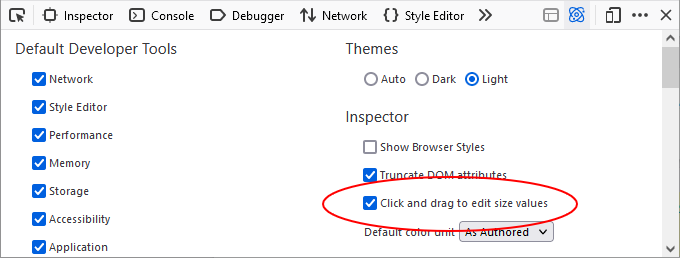 Inspector Console Debugger Network Style Editor
Default Developer Tools
Network
Style Editor
Performance
Memory
Storage
Accessibility
Application
Themes
Auto Dark Light
Inspector
Show Browser Styles
Truncate DOM attributes
Click and drag to edit size values
Default color unit As Authored